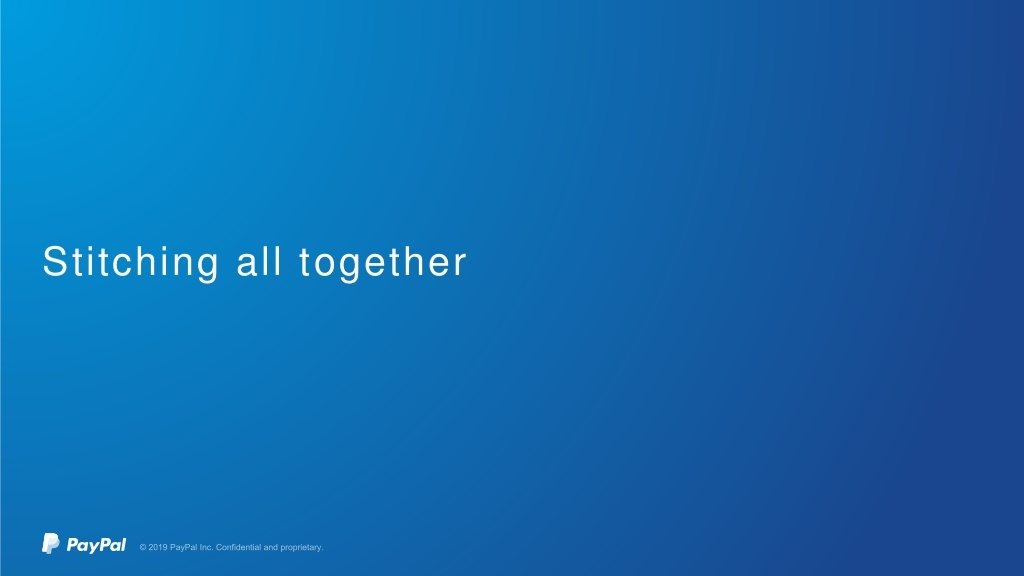 Stitching all together
PayPal © 2019 PayPal Inc. Confidential and proprietary.